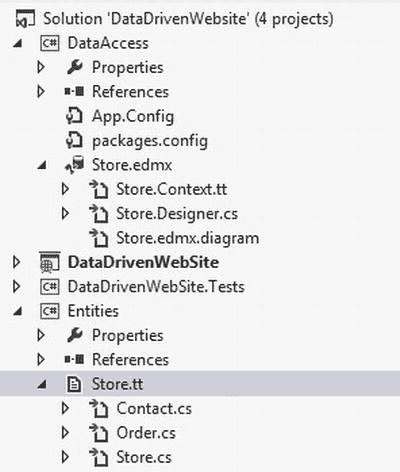 Solution 'DataDrivenWebsite' (4 projects)
C# DataAccess
Properties
References
App.Config
packages.config
Store.edmx
Store.Context.tt
Store.Designer.cs
Store.edmx.diagram
DataDrivenWebSite
C# DataDrivenWebSite.Tests
C# Entities
Properties
References
Store.tt
Contact.cs
Order.cs
Store.cs